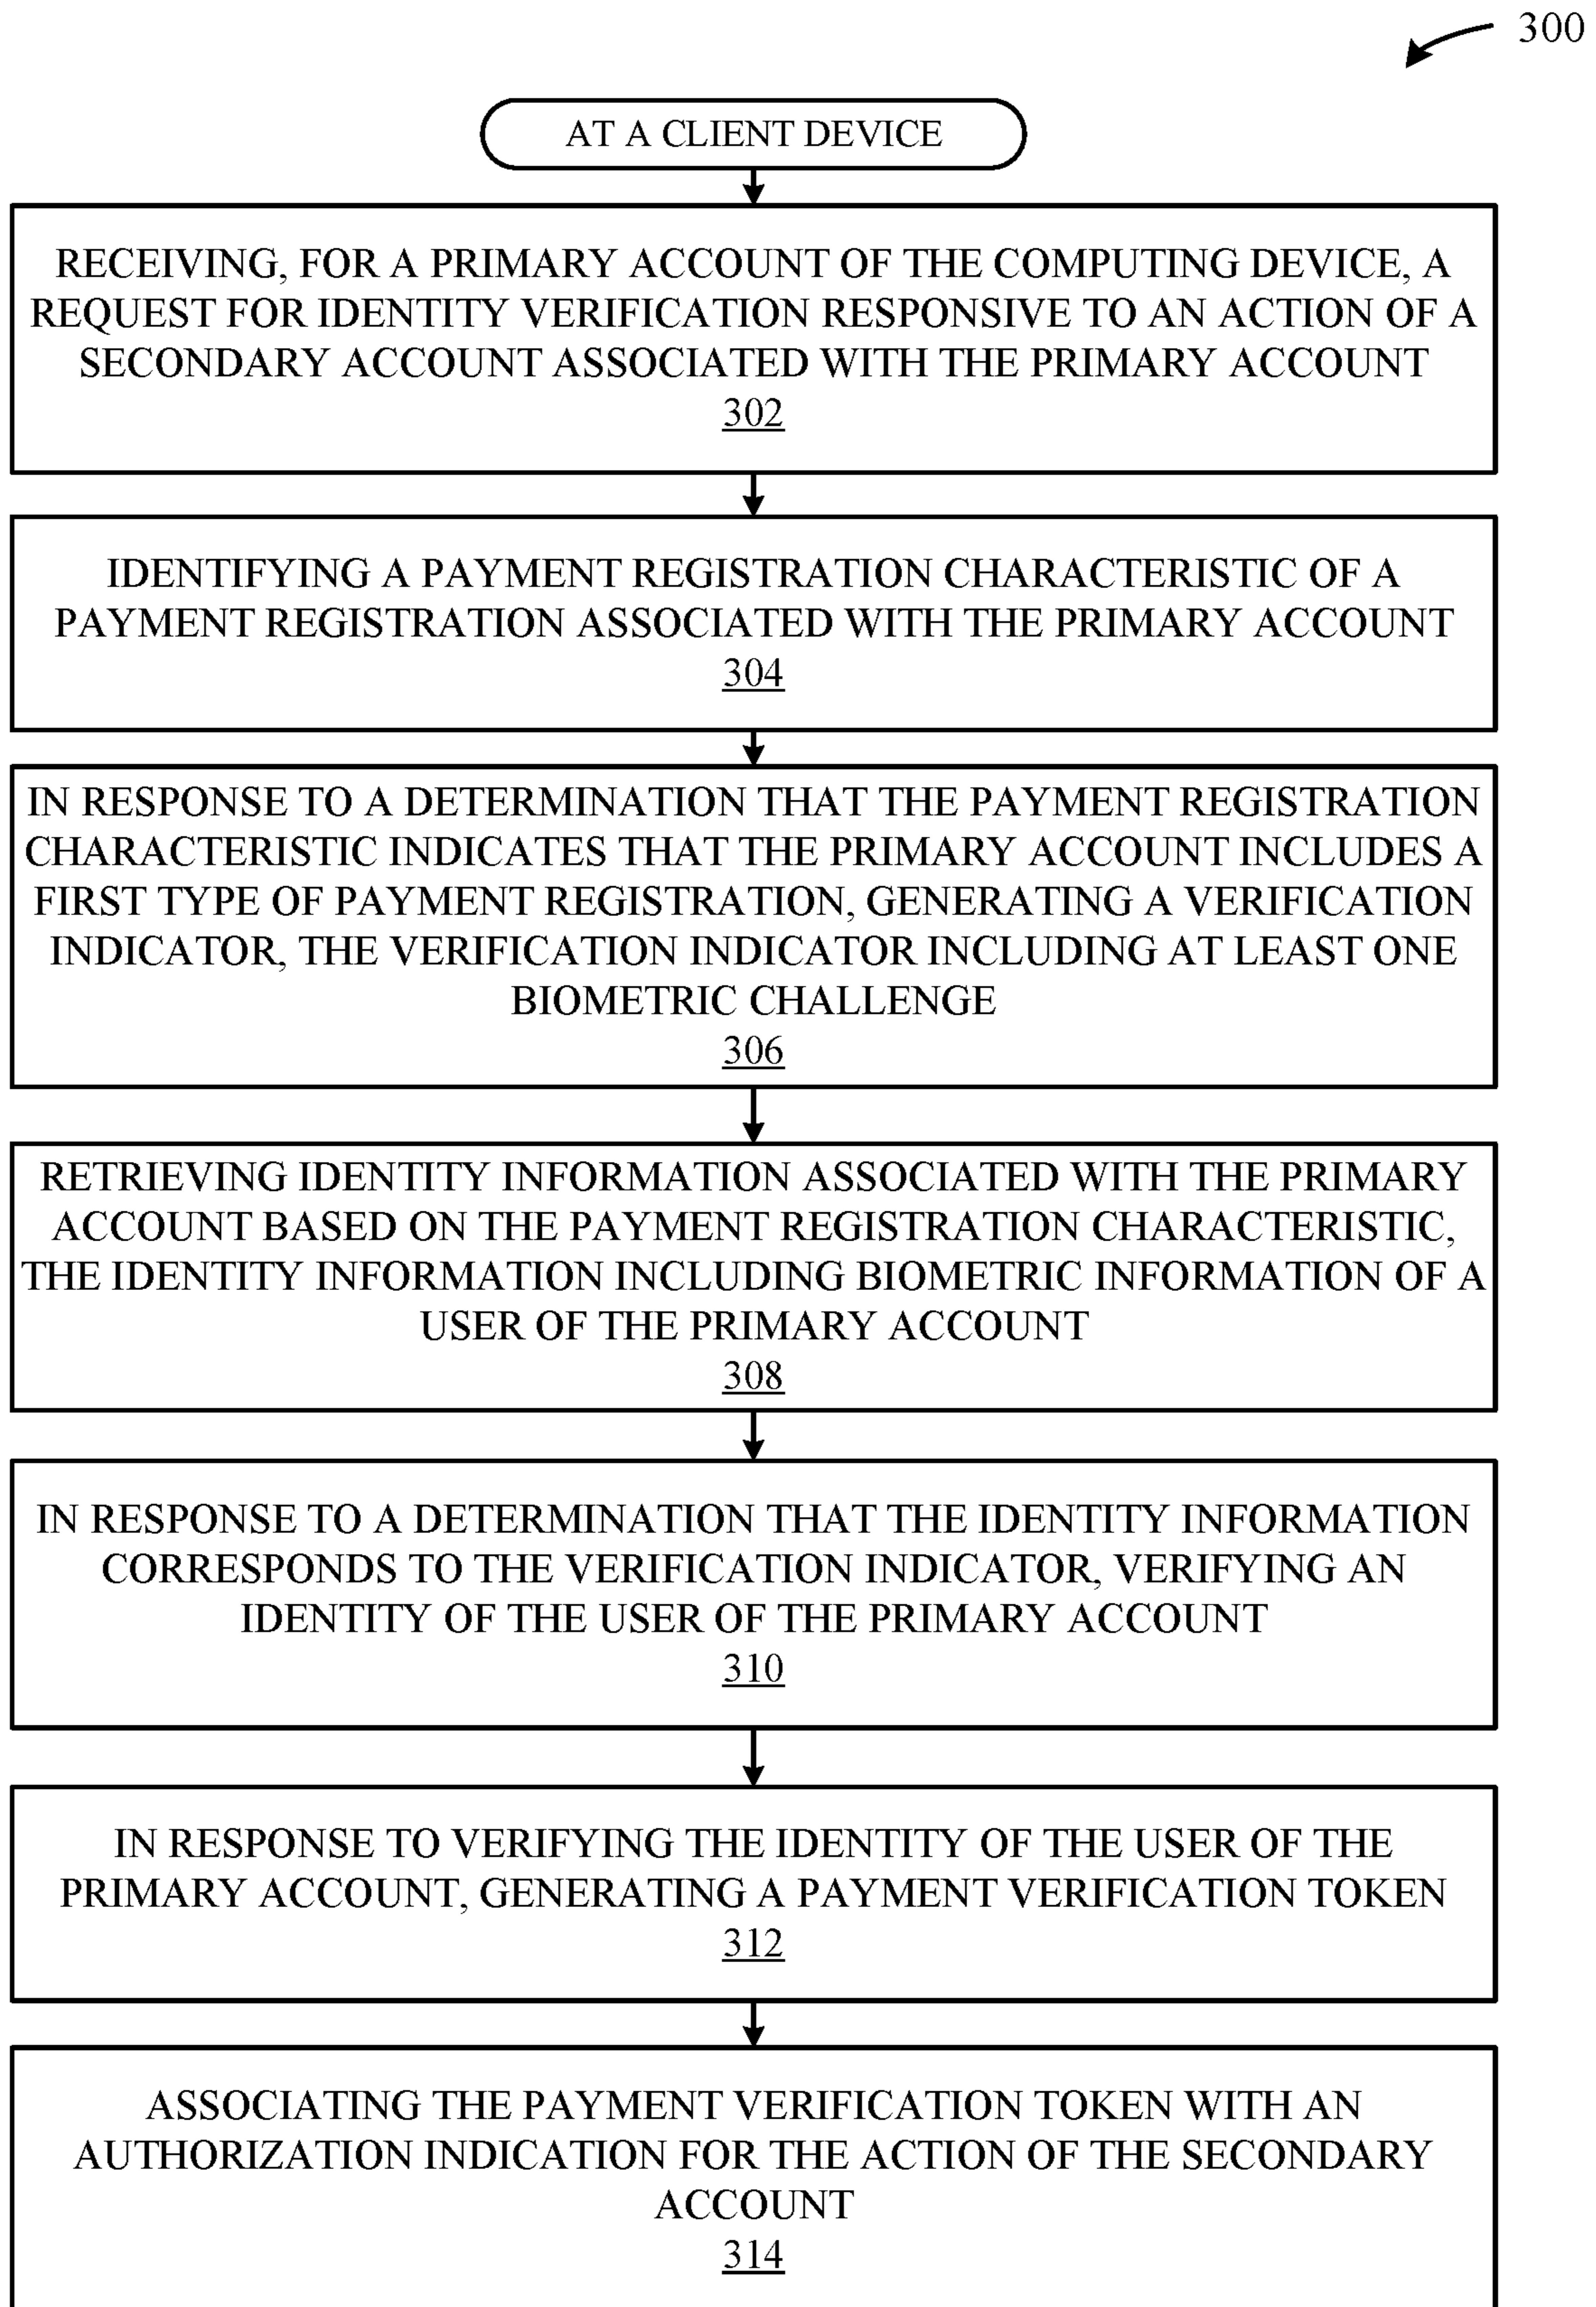 300
AT A CLIENT DEVICE
RECEIVING, FOR A PRIMARY ACCOUNT OF THE COMPUTING DEVICE, A
REQUEST FOR IDENTITY VERIFICATION RESPONSIVE TO AN ACTION OF A
SECONDARY ACCOUNT ASSOCIATED WITH THE PRIMARY ACCOUNT
302
IDENTIFYING A PAYMENT REGISTRATION CHARACTERISTIC OF A
PAYMENT REGISTRATION ASSOCIATED WITH THE PRIMARY ACCOUNT
304
IN RESPONSE TO A DETERMINATION THAT THE PAYMENT REGISTRATION
CHARACTERISTIC INDICATES THAT THE PRIMARY ACCOUNT INCLUDES A
FIRST TYPE OF PAYMENT REGISTRATION, GENERATING A VERIFICATION
INDICATOR, THE VERIFICATION INDICATOR INCLUDING AT LEAST ONE
BIOMETRIC CHALLENGE
306
RETRIEVING IDENTITY INFORMATION ASSOCIATED WITH THE PRIMARY
ACCOUNT BASED ON THE PAYMENT REGISTRATION CHARACTERISTIC,
THE IDENTITY INFORMATION INCLUDING BIOMETRIC INFORMATION OF A
USER OF THE PRIMARY ACCOUNT
308
IN RESPONSE TO A DETERMINATION THAT THE IDENTITY INFORMATION
CORRESPONDS TO THE VERIFICATION INDICATOR, VERIFYING AN
IDENTITY OF THE USER OF THE PRIMARY ACCOUNT
310
IN RESPONSE TO VERIFYING THE IDENTITY OF THE USER OF THE
PRIMARY ACCOUNT, GENERATING A PAYMENT VERIFICATION TOKEN
312
ASSOCIATING THE PAYMENT VERIFICATION TOKEN WITH AN
AUTHORIZATION INDICATION FOR THE ACTION OF THE SECONDARY
ACCOUNT
314